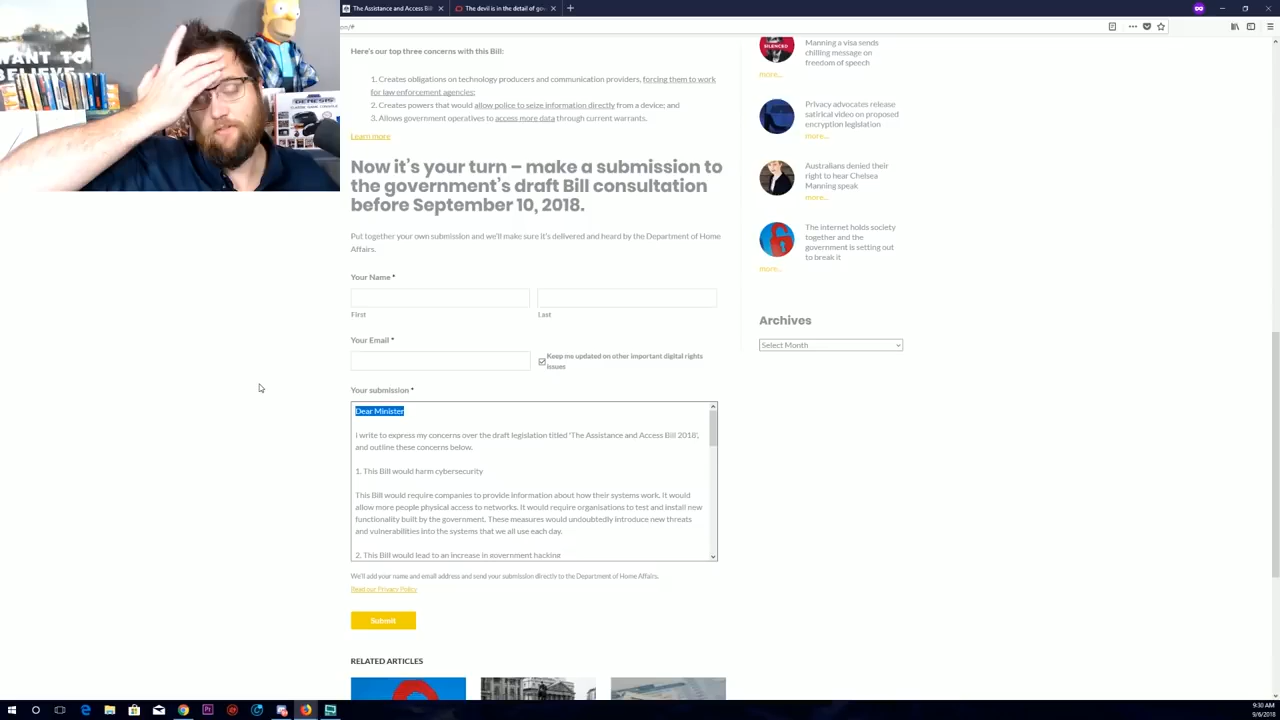 The Assistance and Access Bill
The devil is in the detail of gov
WANT TO
BELIEVE
GENESIS
Here's our top three concerns with this Bill:
1. Creates obligations on technology producers and communication providers, forcing them to work
for law enforcement agencies;
2. Creates powers that would allow police to seize information directly from a device; and
3. Allows government operatives to access more data through current warrants.
Learn more
Now it's your turn – make a submission to
the government's draft Bill consultation
before September 10, 2018.
Put together your own submission and we'll make sure it's delivered and heard by the Department of Home
Affairs.
Your Name *
First
Last
Your Email *
Keep me updated on other important digital rights
issues
Your submission *
Dear Minister
I write to express my concerns over the draft legislation titled 'The Assistance and Access Bill 2018',
and outline these concerns below.
1. This Bill would harm cybersecurity
This Bill would require companies to provide information about how their systems work. It would
allow more people physical access to networks. It would require organisations to test and install new
functionality built by the government. These measures would undoubtedly introduce new threats
and vulnerabilities into the systems that we all use each day.
2. This Bill would lead to an increase in government hacking
We'll add your name and email address and send your submission directly to the Department of Home Affairs.
Read our Privacy Policy
Submit
RELATED ARTICLES
SILENCED
Manning a visa sends
chilling message on
freedom of speech
more...
Privacy advocates release
satirical video on proposed
encryption legislation
more...
Australians denied their
right to hear Chelsea
Manning speak
more...
The internet holds society
together and the
government is setting out
to break it
more...
Archives
Select Month
9:30 AM
9/6/2018